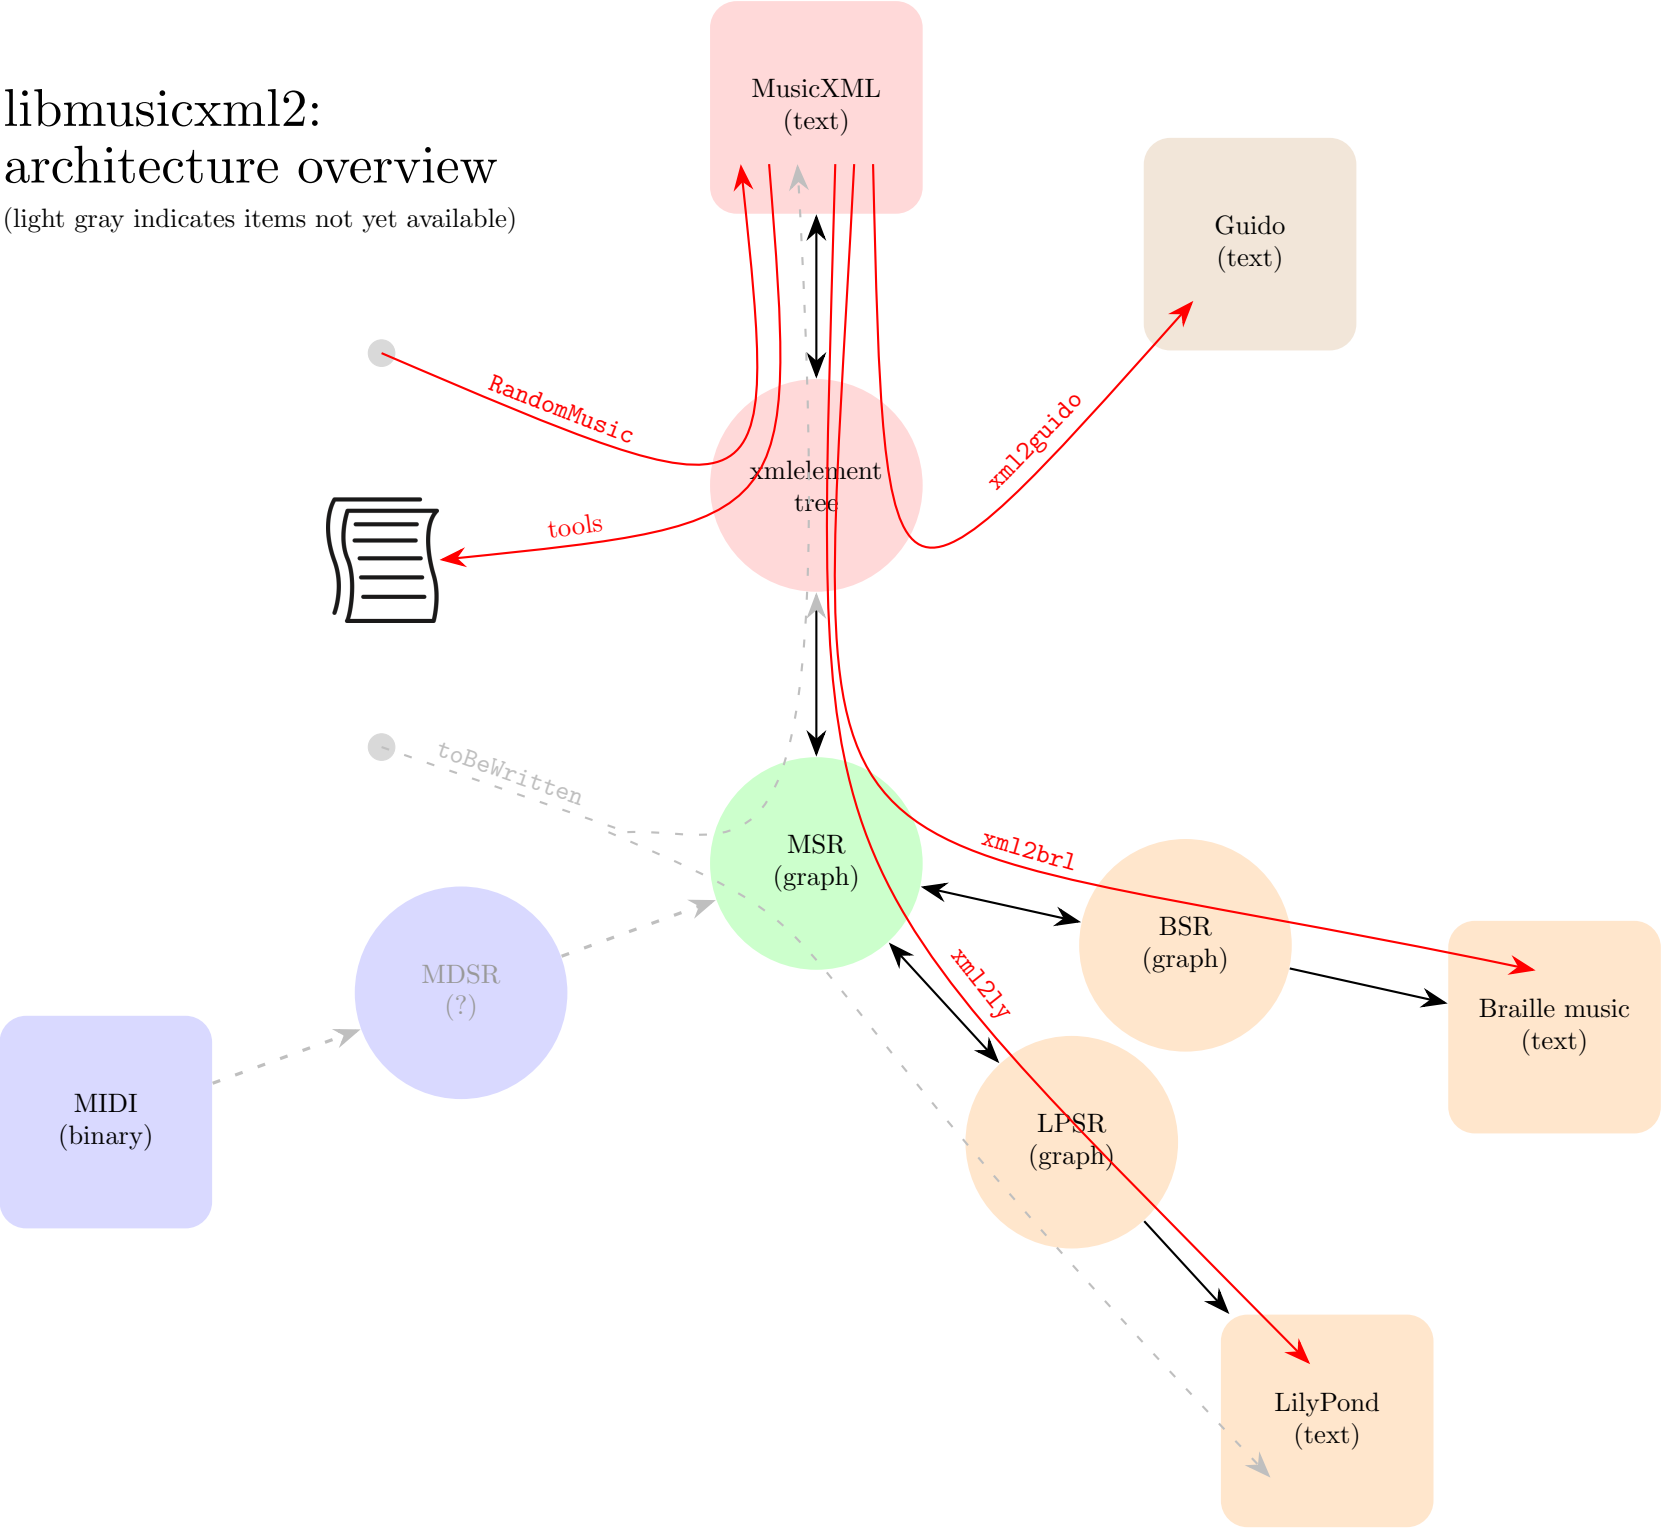 libmusicxml2:
architecture overview
(light gray indicates items not yet available)
MusicXML
(text)
Guido
(text)
RandomMusic
xml2guido
xmlelement
tree
tools
toBeWritten
MSR
(graph)
xml2brl
BSR
(graph)
MDSR
(?)
xml2ly
Braille music
(text)
MIDI
(binary)
LPSR
(graph)
LilyPond
(text)